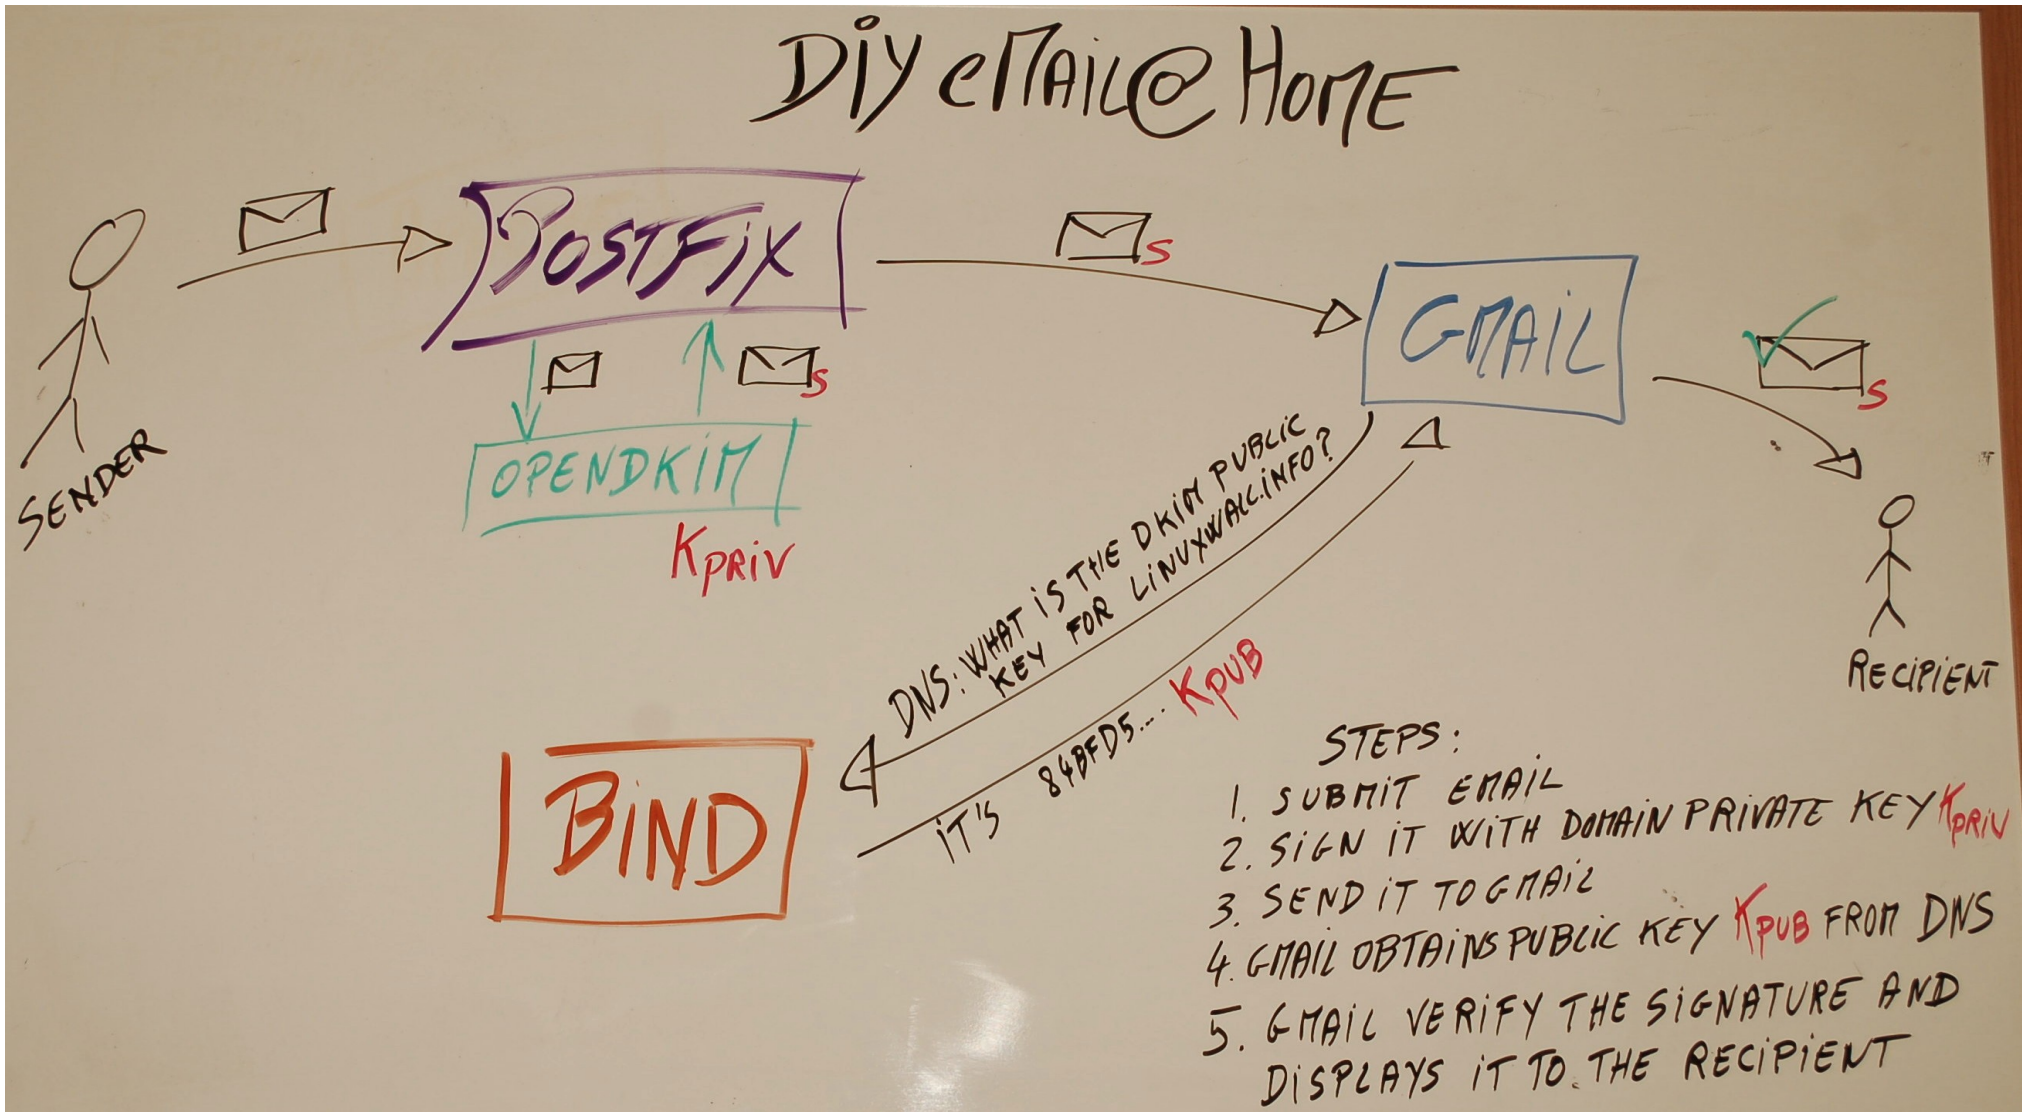 DiY eMAiL@HOME
POSTFiX
S
GMAiL
S
S
OPENDKiM
KPRiV
SENDER
DNS: WHAT iS THE DKiM PUBLiC
KEY FOR LiNUXWALL.iNFO?
iT'S 84BFD5... KPUB
RECiPiENT
BiND
STEPS:
1. SUBMiT EMAiL
2. SiGN iT WiTH DOMAiN PRiVATE KEY KPRiV
3. SEND iT TO GMAiL
4. GMAiL OBTAiNS PUBLiC KEY KPUB FROM DNS
5. GMAiL VERiFY THE SiGNATURE AND
DiSPLAYS iT TO THE RECiPiENT